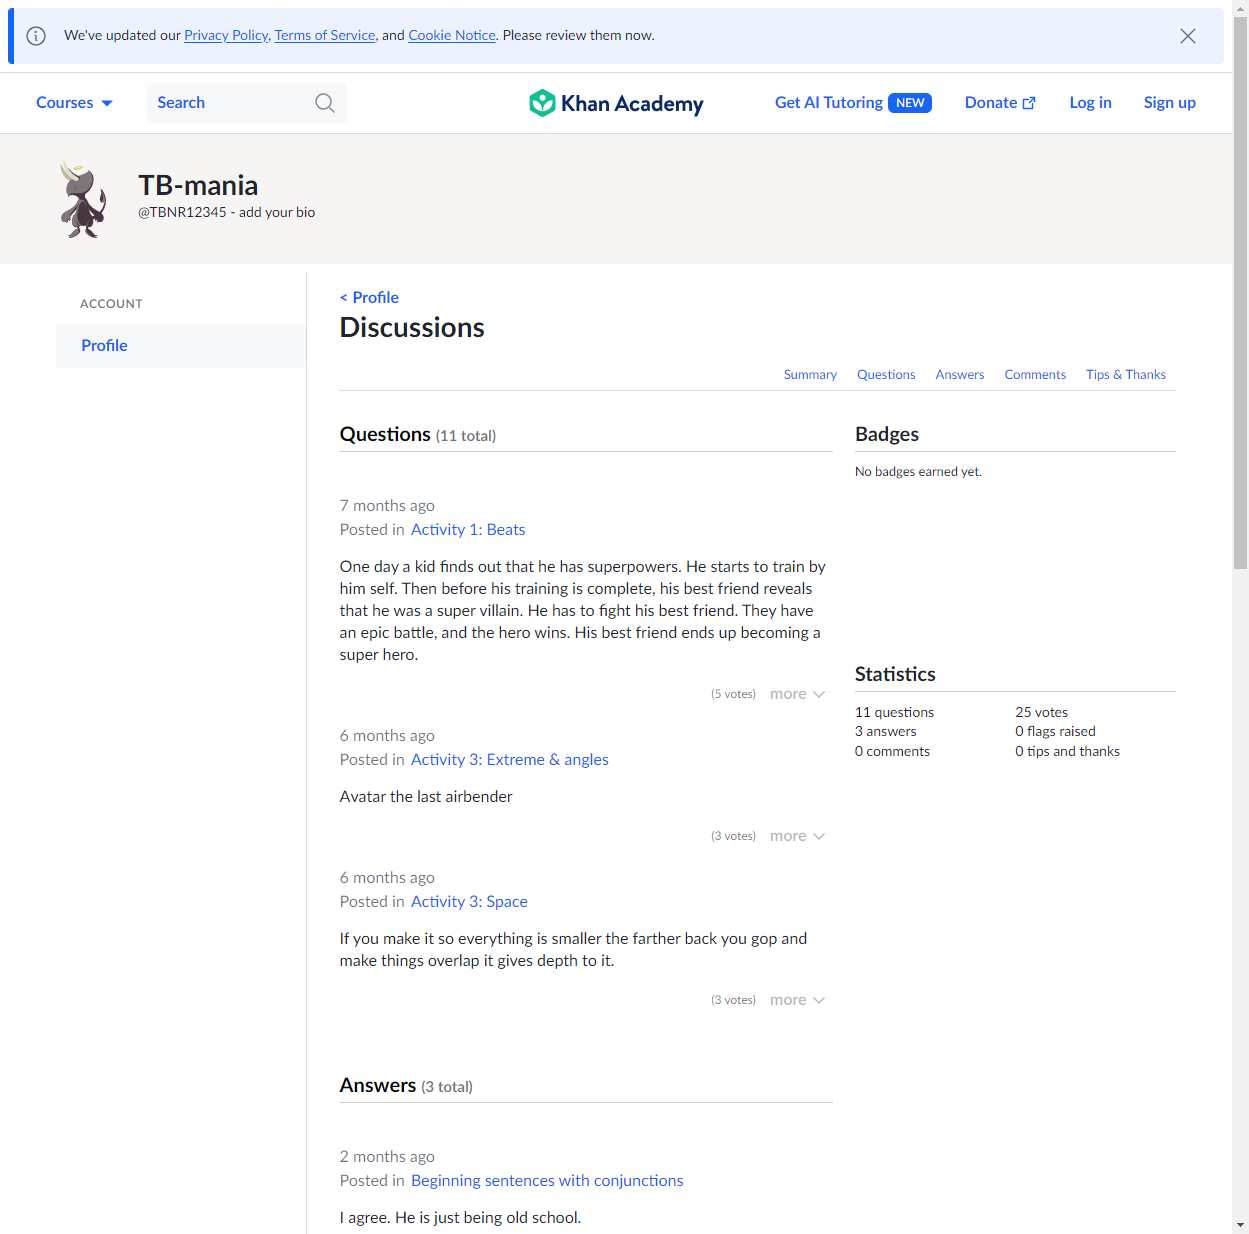 We've updated our Privacy Policy, Terms of Service, and Cookie Notice. Please review them now.
Courses
Search
Khan Academy
Get AI Tutoring NEW
Donate
Log in
Sign up
TB-mania
@TBNR12345 - add your bio
ACCOUNT
Profile
< Profile
Discussions
Summary
Questions
Answers
Comments
Tips & Thanks
Questions (11 total)
7 months ago
Posted in Activity 1: Beats
One day a kid finds out that he has superpowers. He starts to train by
him self. Then before his training is complete, his best friend reveals
that he was a super villain. He has to fight his best friend. They have
an epic battle, and the hero wins. His best friend ends up becoming a
super hero.
(5 votes) more
6 months ago
Posted in Activity 3: Extreme & angles
Avatar the last airbender
(3 votes) more
6 months ago
Posted in Activity 3: Space
If you make it so everything is smaller the farther back you gop and
make things overlap it gives depth to it.
(3 votes) more
Answers (3 total)
2 months ago
Posted in Beginning sentences with conjunctions
I agree. He is just being old school.
Badges
No badges earned yet.
Statistics
11 questions
3 answers
0 comments
25 votes
0 flags raised
0 tips and thanks